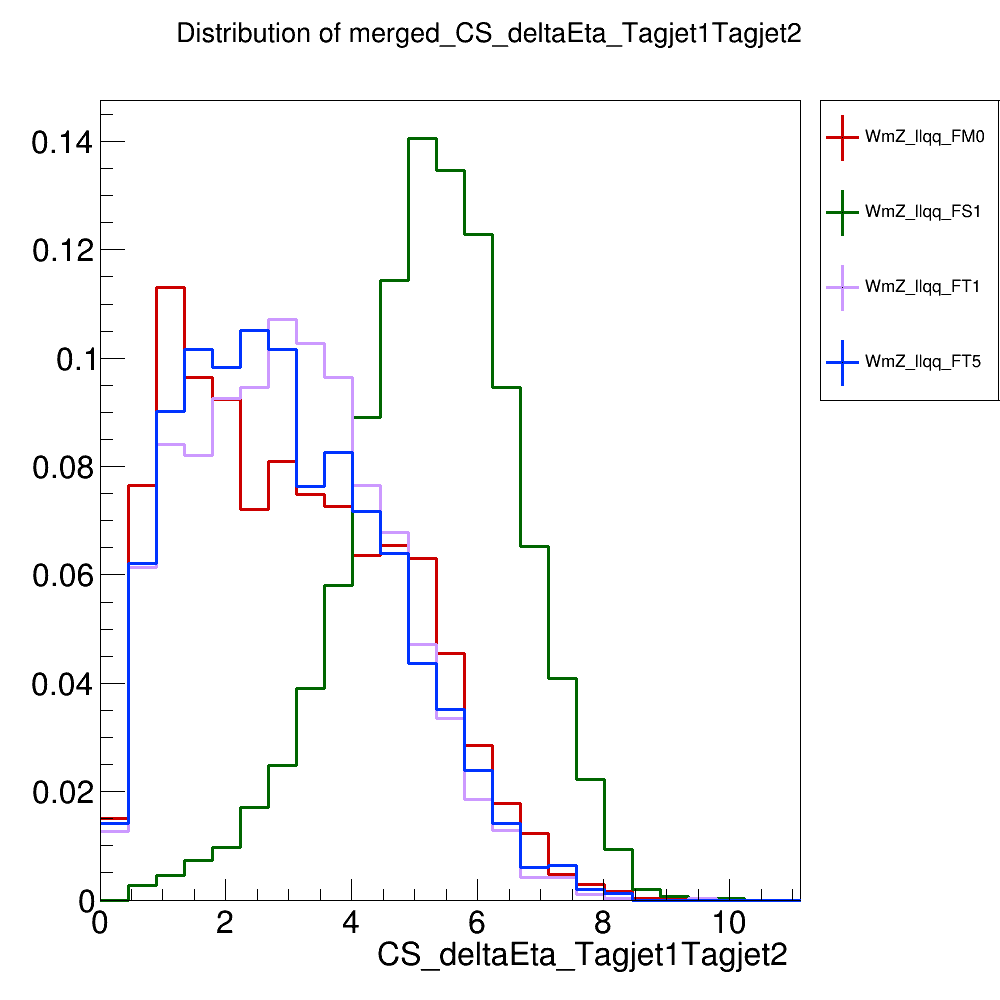 Distribution of merged_CS_deltaEta_Tagjet1Tagjet2
WmZ_llqq_FM0
WmZ_llqq_FS1
WmZ_llqq_FT1
WmZ_llqq_FT5
0.14
0.12
0.1
0.08
0.06
0.04
0.02
0
0 2 4 6 8 10
CS_deltaEta_Tagjet1Tagjet2